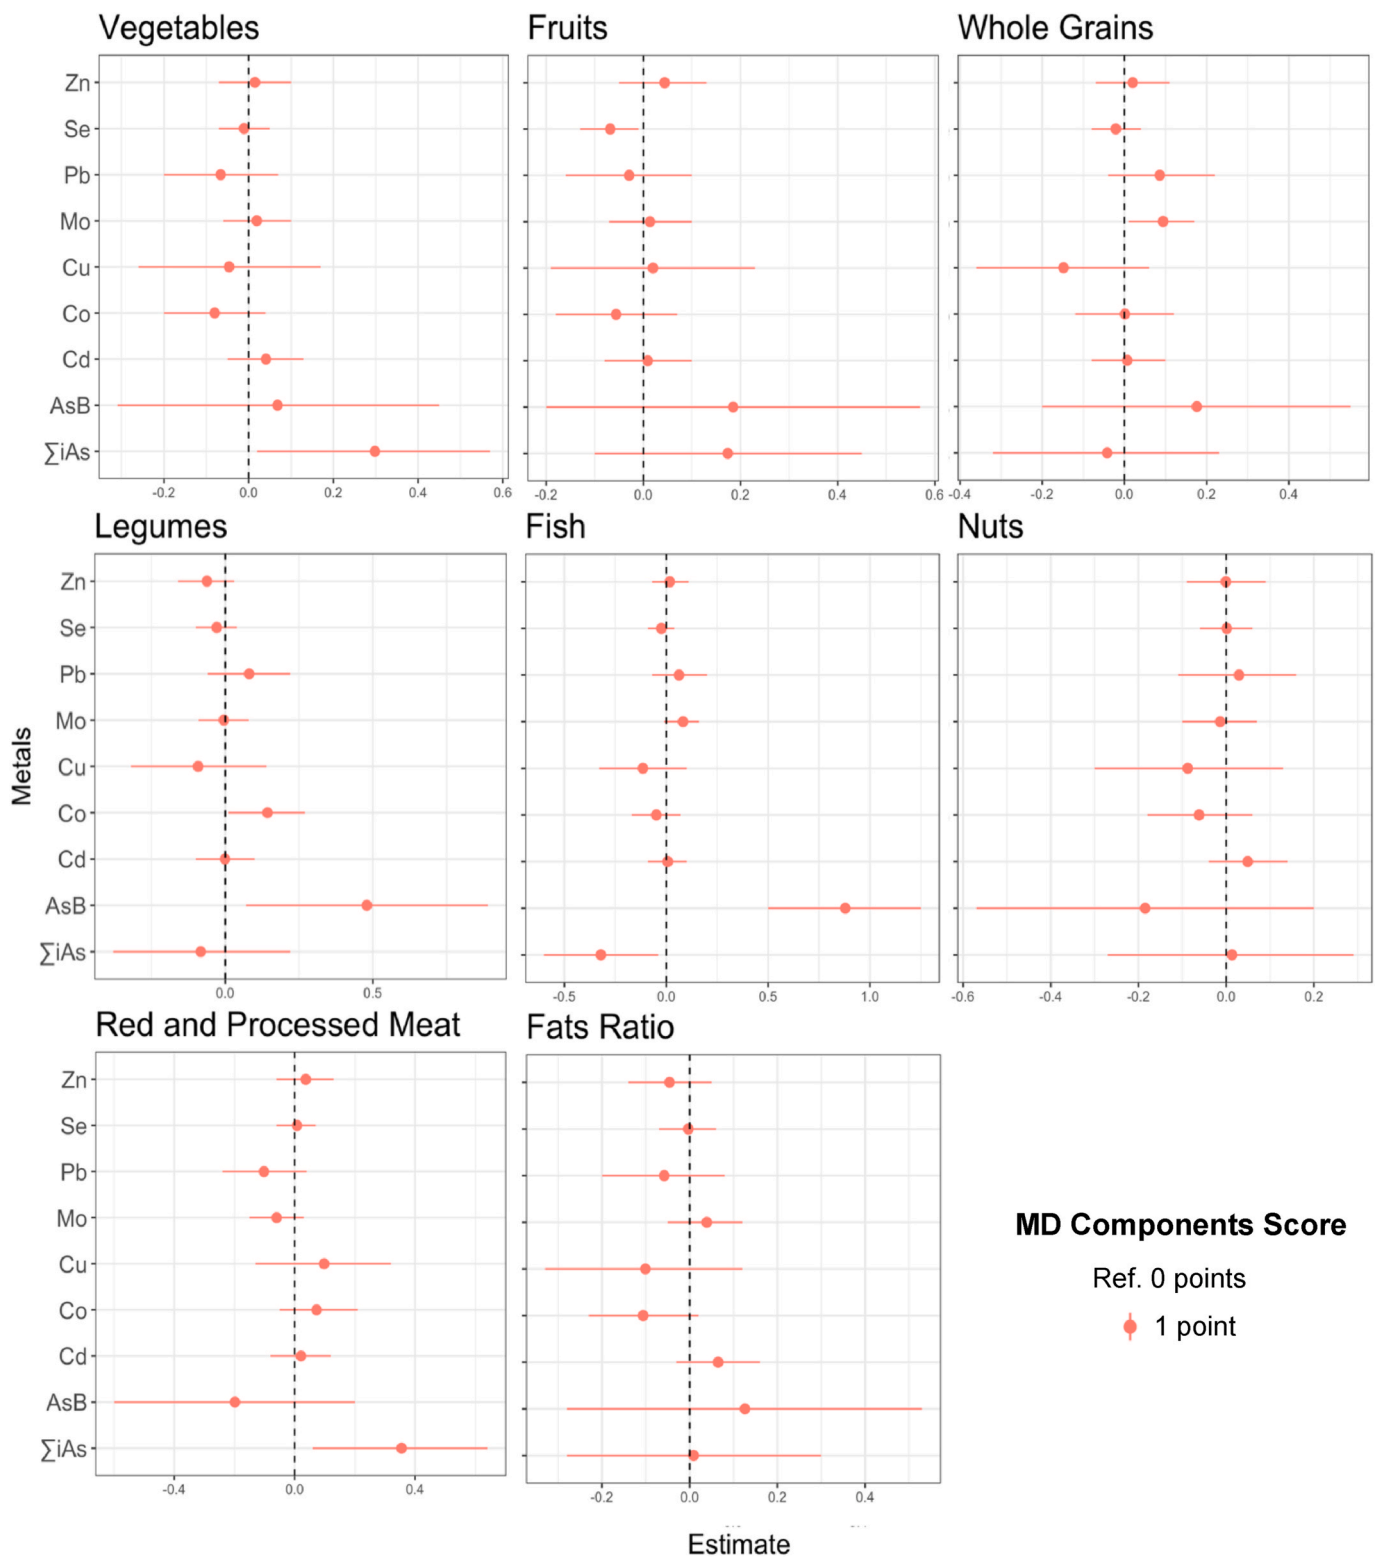 Vegetables
Fruits
Whole Grains
Zn
Se
Pb
Mo
Cu
Co
Cd
AsB
∑iAs
-0.2 0.0 0.2 0.4 0.6
-0.2 0.0 0.2 0.4 0.6
-0.4 -0.2 0.0 0.2 0.4
Legumes
Fish
Nuts
Metals
Zn
Se
Pb
Mo
Cu
Co
Cd
AsB
∑iAs
0.0 0.5
-0.5 0.0 0.5 1.0
-0.6 -0.4 -0.2 0.0 0.2
Red and Processed Meat
Fats Ratio
Zn
Se
Pb
Mo
Cu
Co
Cd
AsB
∑iAs
-0.4 0.0 0.4
-0.2 0.0 0.2 0.4
MD Components Score
Ref. 0 points
1 point
Estimate